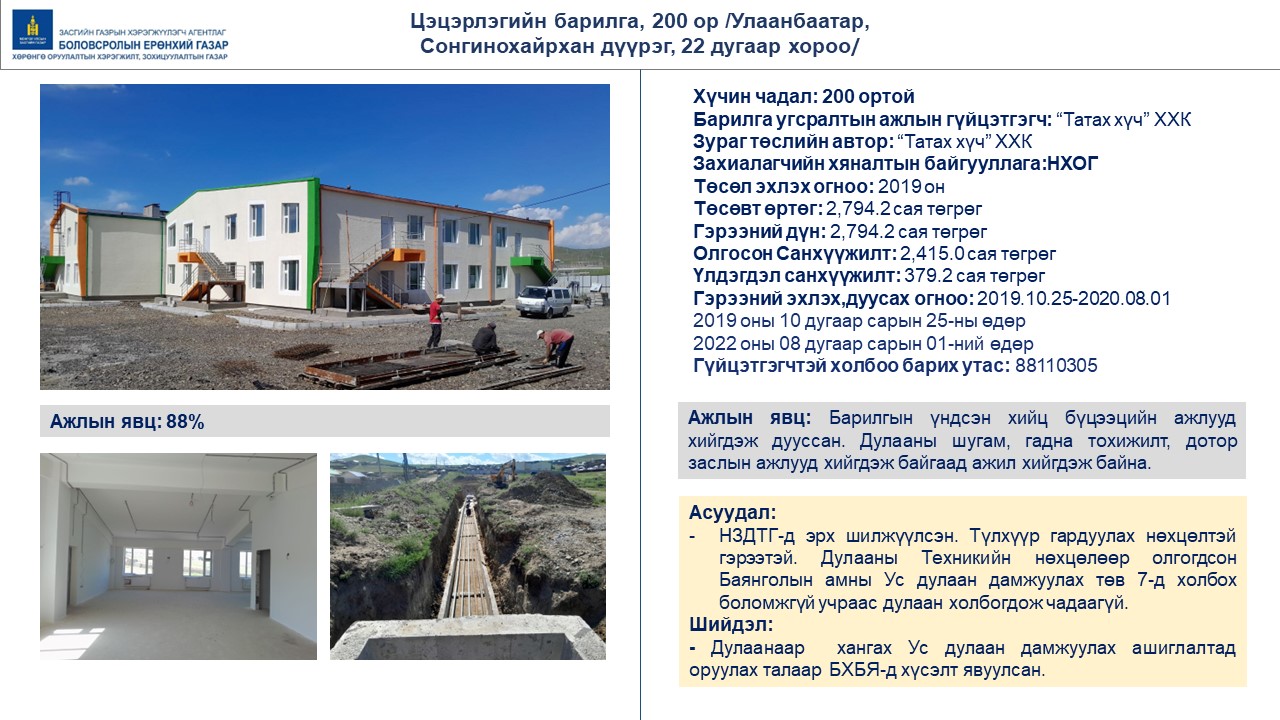 ЗАСГИЙН ГАЗРЫН ХЭРЭГЖҮҮЛЭГЧ АГЕНТЛАГ
БОЛОВСРОЛЫН ЕРӨНХИЙ ГАЗАР
ХӨРӨНГӨ ОРУУЛАЛТЫН ХЭРЭГЖИЛТ, ЗОХИЦУУЛАЛТЫН ГАЗАР
Цэцэрлэгийн барилга, 200 ор /Улаанбаатар,
Сонгинохайрхан дүүрэг, 22 дугаар хороо/
Ажлын явц: 88%
Хүчин чадал: 200 ортой
Барилга угсралтын ажлын гүйцэтгэгч: “Татах хүч” ХХК
Зураг төслийн автор: “Татах хүч” ХХК
Захиалагчийн хяналтын байгууллага:НХОГ
Төсөл эхлэх огноо: 2019 он
Төсөвт өртөг: 2,794.2 сая төгрөг
Гэрээний дүн: 2,794.2 сая төгрөг
Олгосон Санхүүжилт: 2,415.0 сая төгрөг
Үлдэгдэл санхүүжилт: 379.2 сая төгрөг
Гэрээний эхлэх,дуусах огноо: 2019.10.25-2020.08.01
2019 оны 10 дугаар сарын 25-ны өдөр
2022 оны 08 дугаар сарын 01-ний өдөр
Гүйцэтгэгчтэй холбоо барих утас: 88110305
Ажлын явц: Барилгын үндсэн хийц бүцээцийн ажлууд
хийгдэж дууссан. Дулааны шугам, гадна тохижилт, дотор
заслын ажлууд хийгдэж байгаад ажил хийгдэж байна.
Асуудал:
- НЗДТГ-д эрх шилжүүлсэн. Түлхүүр гардуулах нөхцөлтэй
гэрээтэй. Дулааны Техникийн нөхцөлөөр олгогдсон
Баянголын амны Ус дулаан дамжуулах төв 7-д холбох
боломжгүй учраас дулаан холбогдож чадаагүй.
Шийдэл:
- Дулаанаар хангах Ус дулаан дамжуулах ашиглалтад
оруулах талаар БХБЯ-д хүсэлт явуулсан.